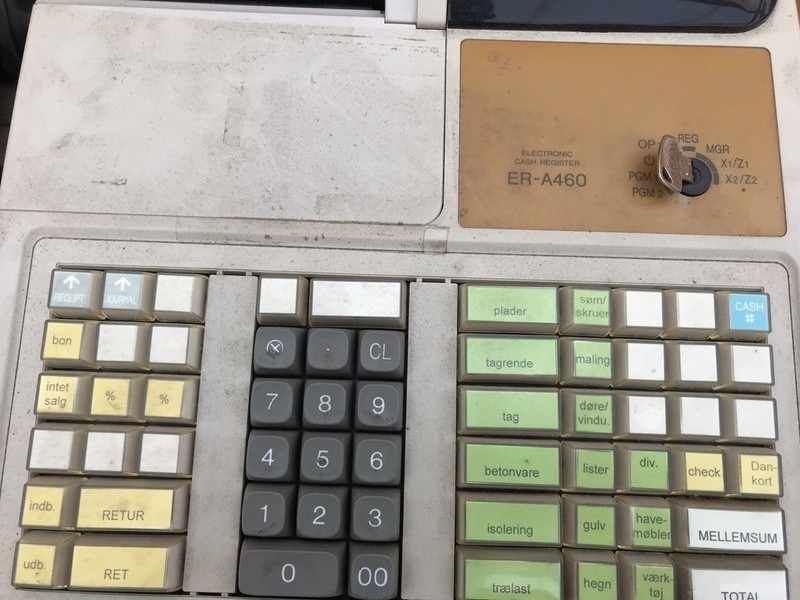 ELECTRONIC
CASH REGISTER
ER-A460
OP
REG
MGR
X1/Z1
X2/Z2
PGM 1
PGM 2
RECEIPT
JOURNAL
bon
intet
salg
%
%
indb.
RETUR
udb.
RET
CL
7
8
9
4
5
6
1
2
3
0
00
plader
søm/
skruer
CASH
#
tagrende
maling
tag
døre/
vindu.
betonvare
lister
div.
check
Dan-
kort
isolering
gulv
have-
møbler
MELLEMSUM
trælast
hegn
værk-
tøj
TOTAL